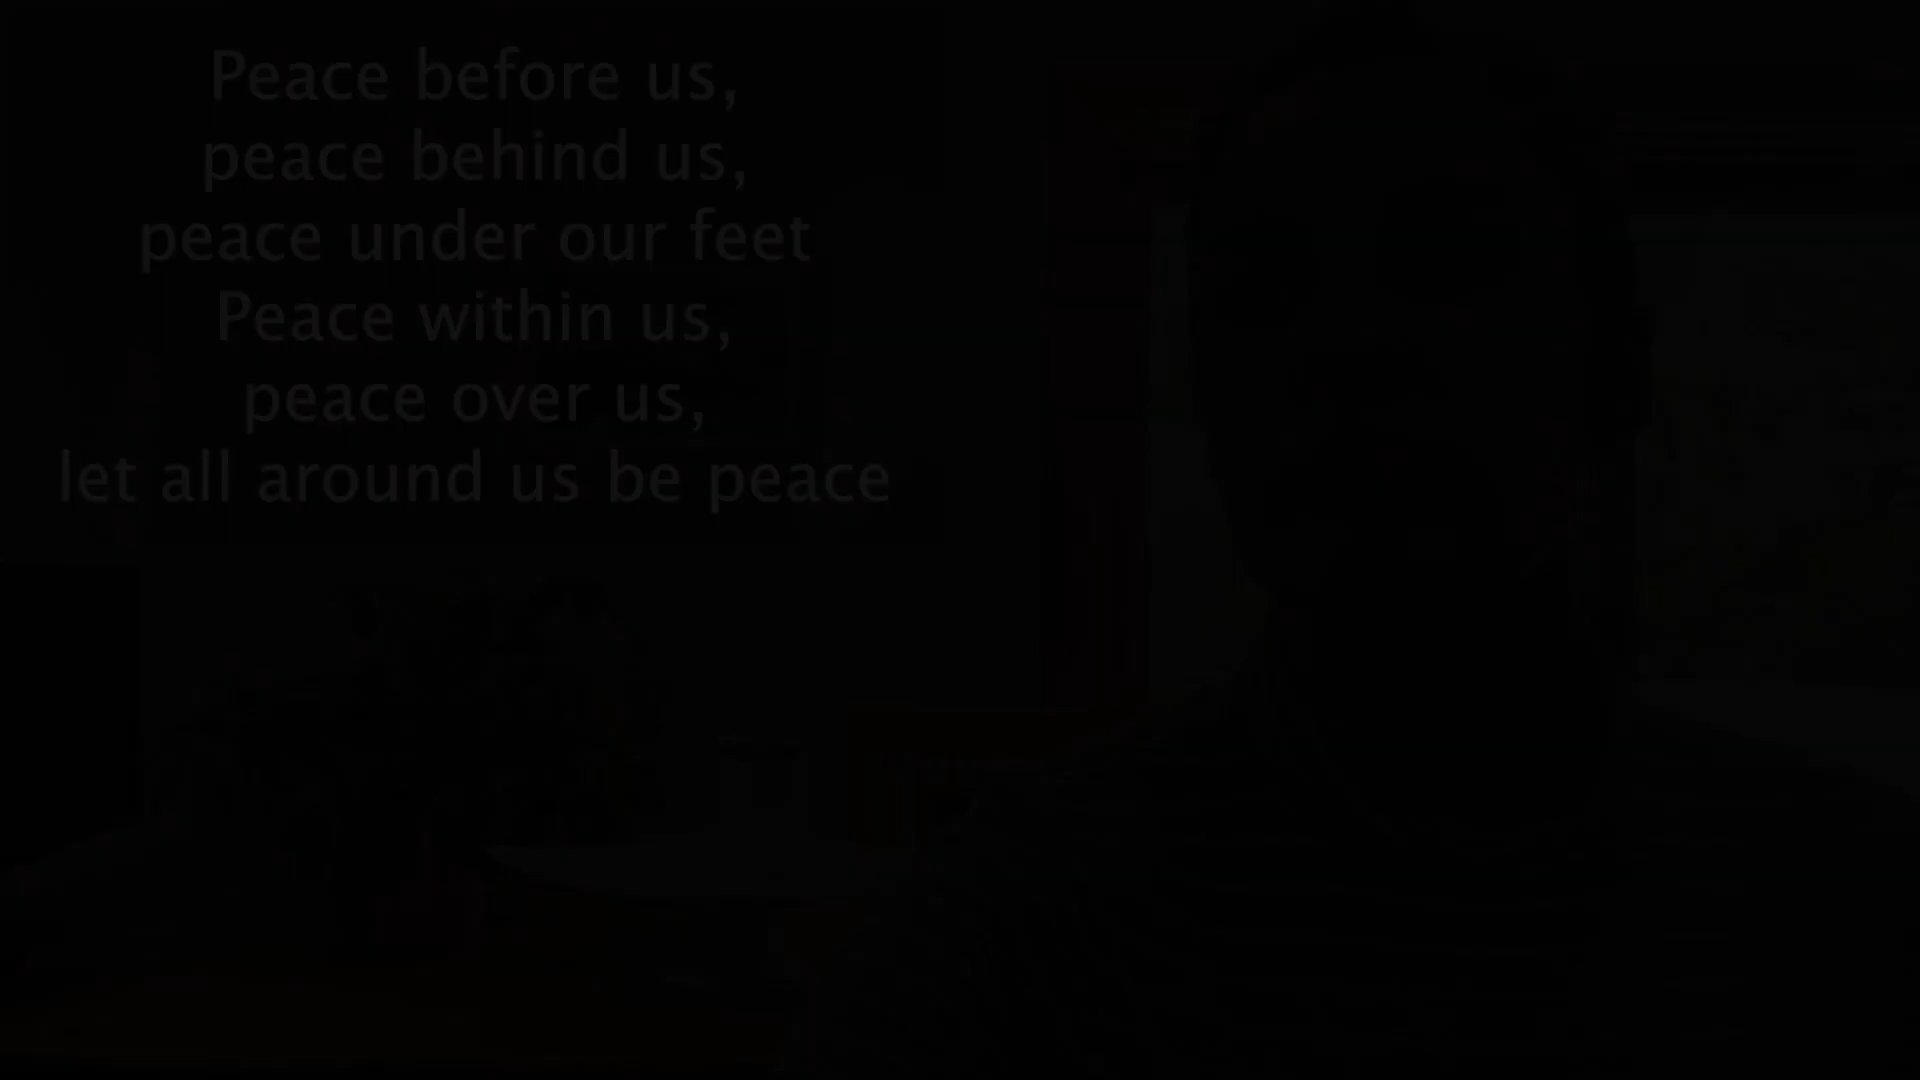 Peace before us,
peace behind us,
peace under our feet
Peace within us,
peace over us,
let all around us be peace